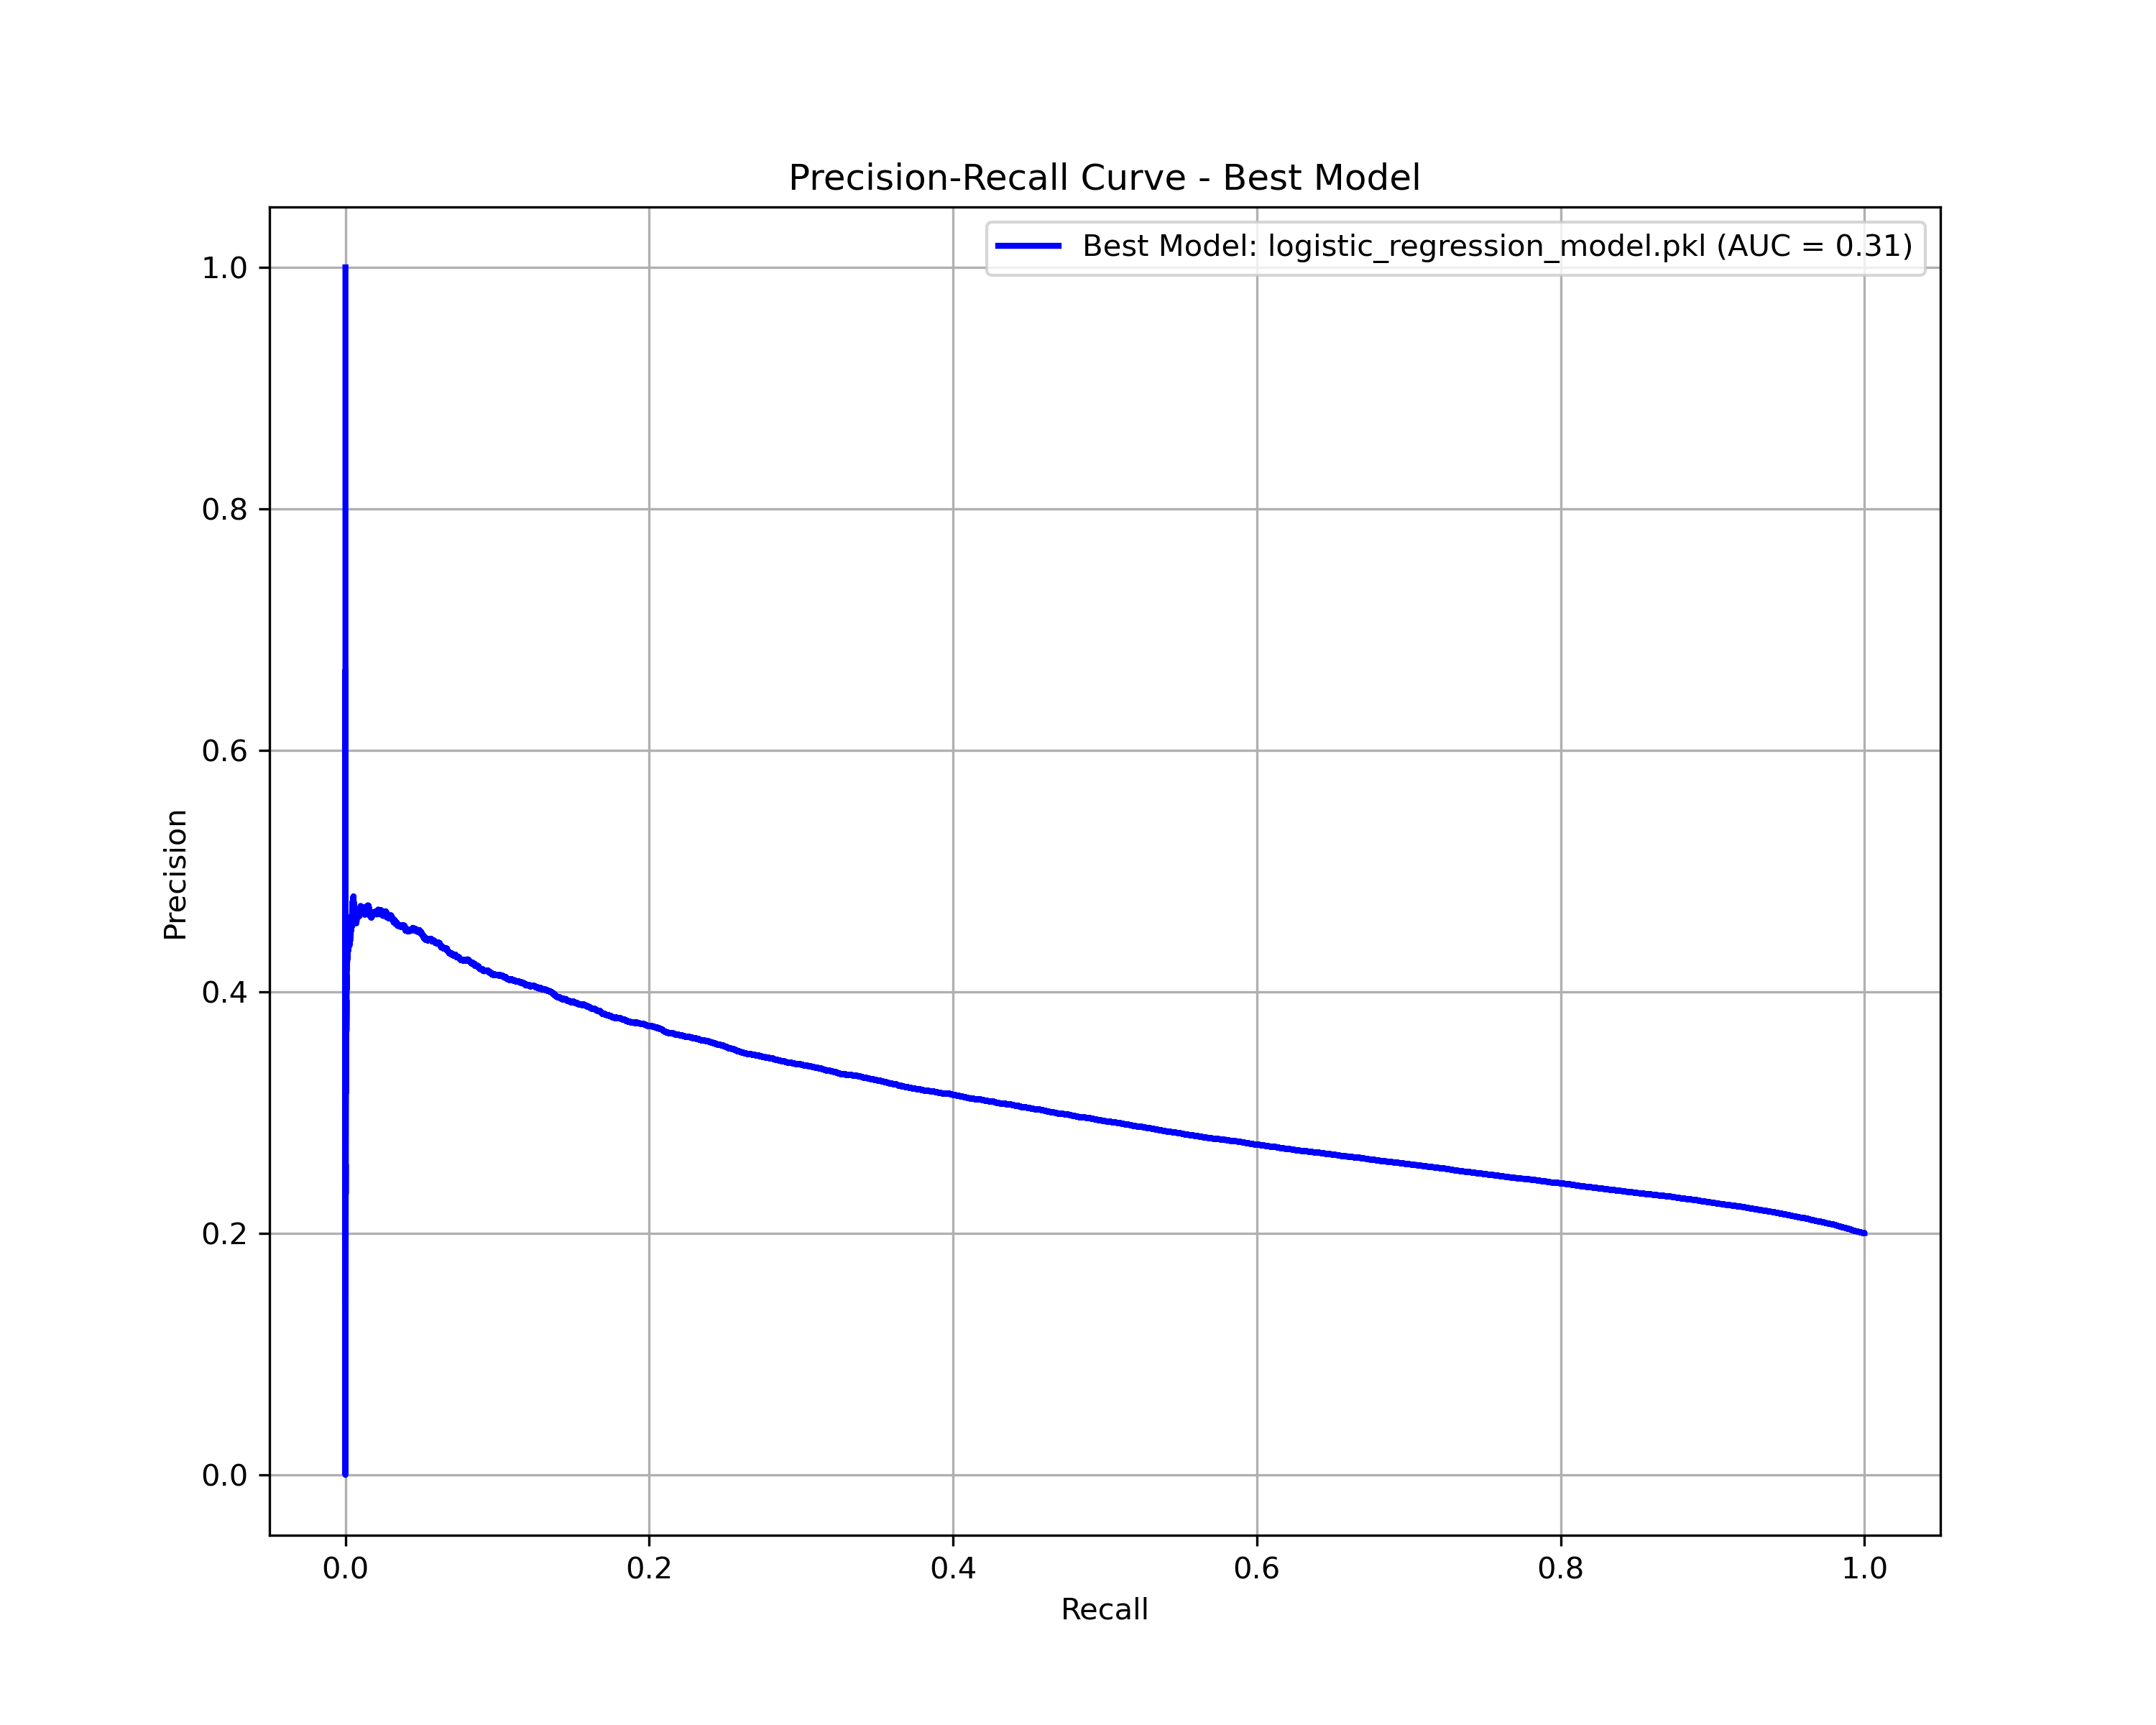 Precision-Recall Curve - Best Model
Best Model: logistic_regression_model.pkl (AUC = 0.31)
1.0
0.8
0.6
0.4
0.2
0.0
Precision
0.0 0.2 0.4 0.6 0.8 1.0
Recall